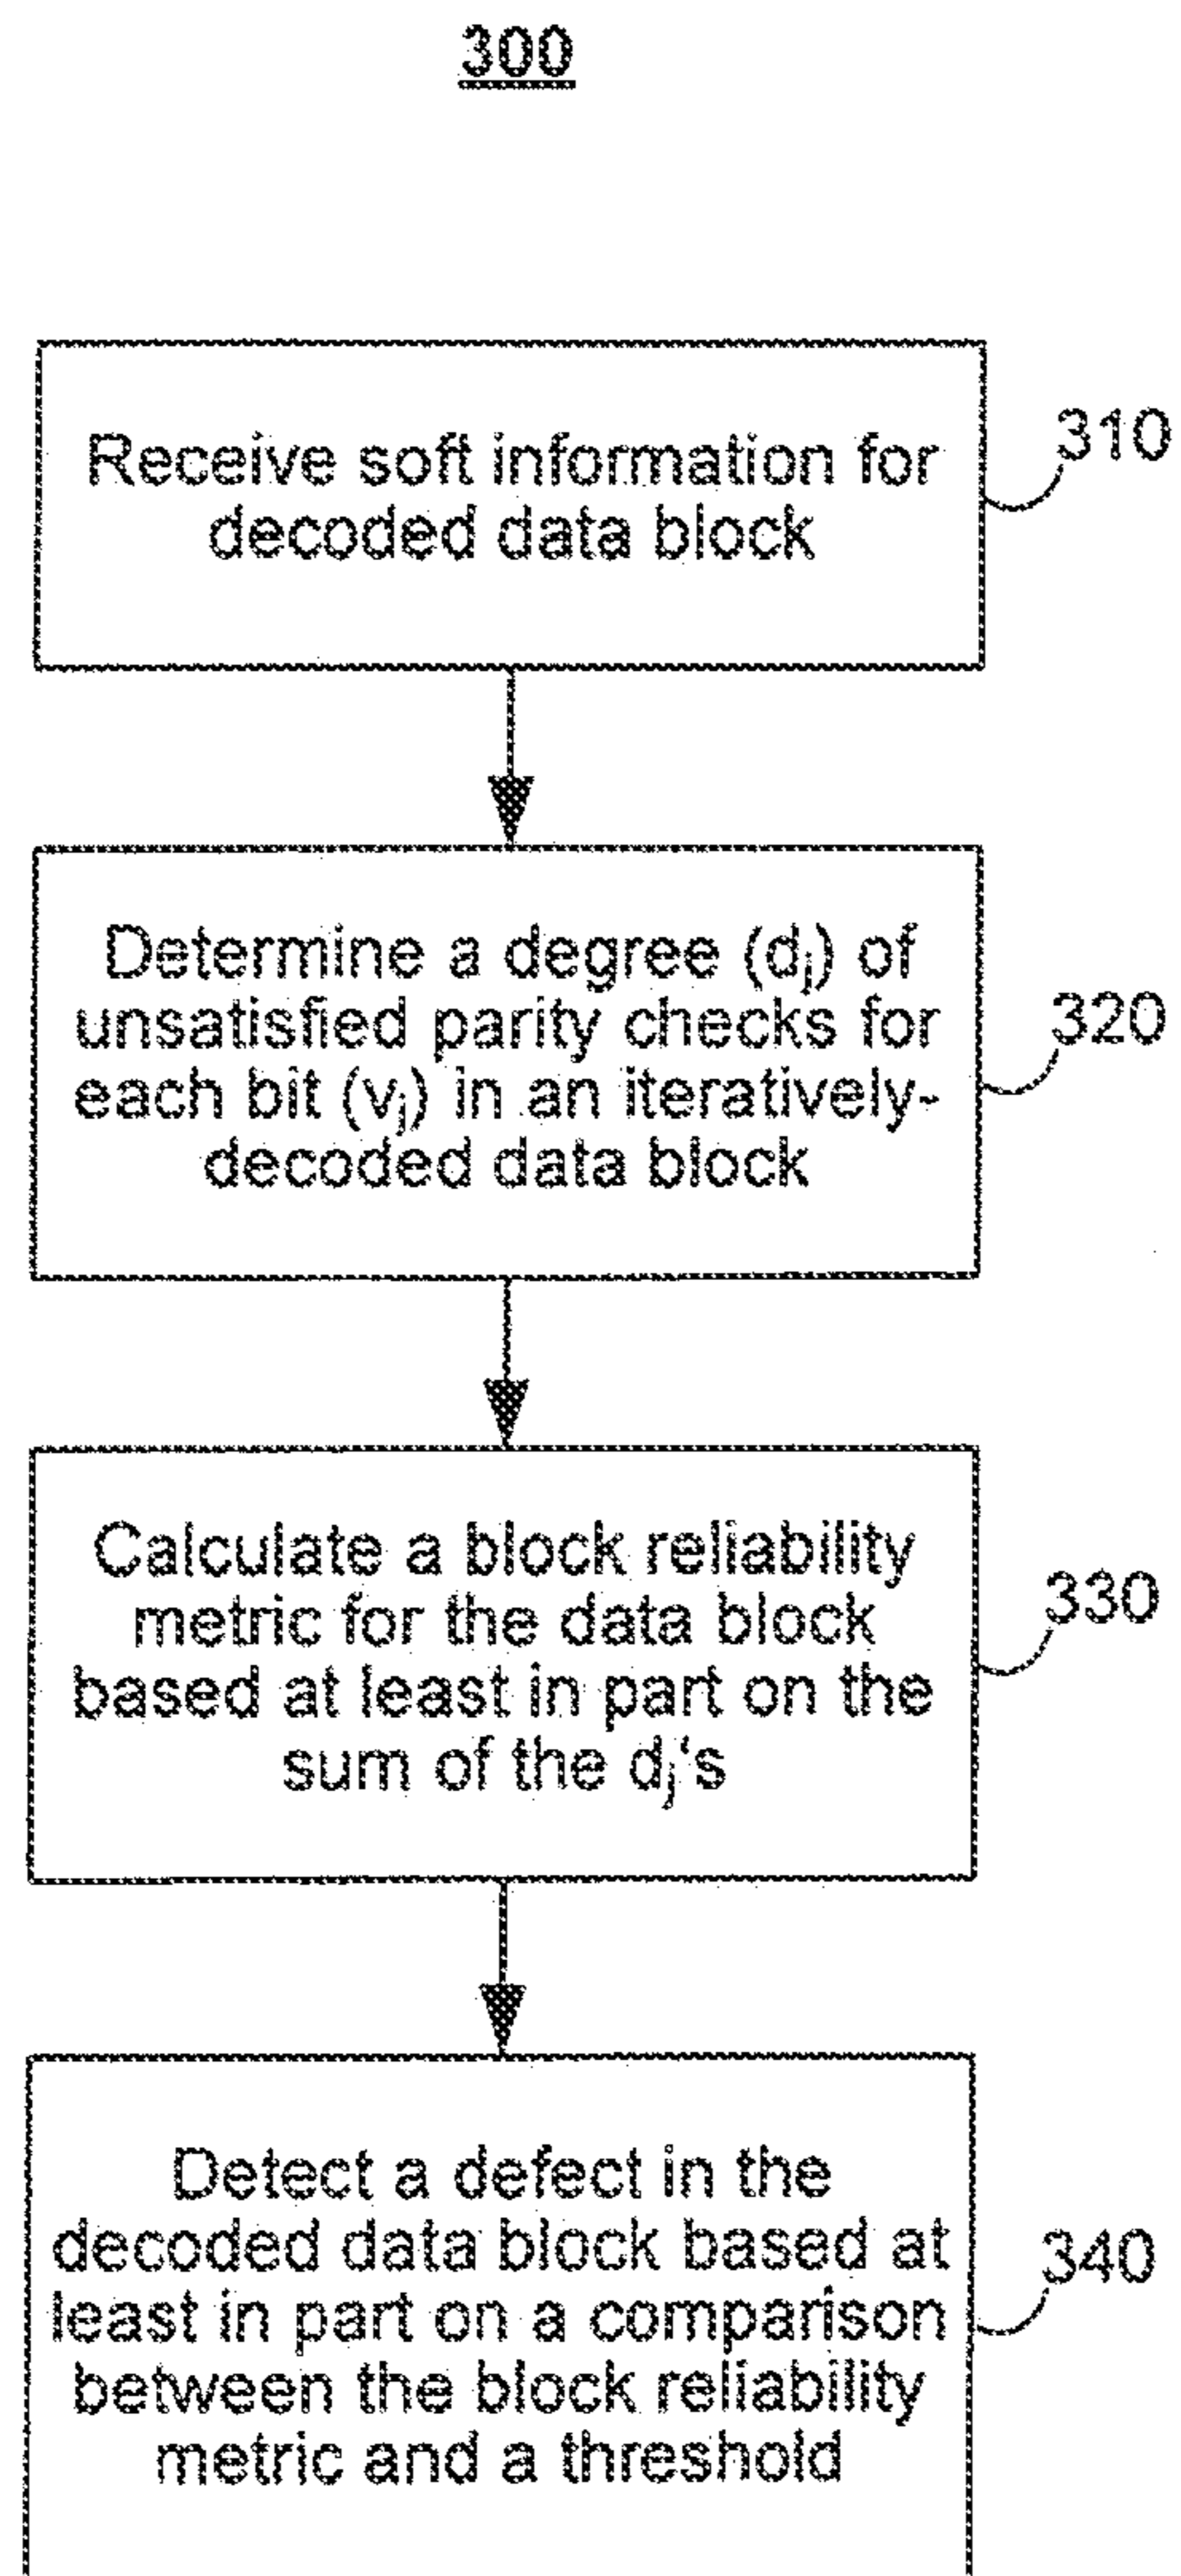 300
Receive soft information for
decoded data block
310
Determine a degree (dj) of
unsatisfied parity checks for
each bit (vj) in an iteratively-
decoded data block
320
Calculate a block reliability
metric for the data block
based at least in part on the
sum of the dj‘s
330
Detect a defect in the
decoded data block based at
least in part on a comparison
between the block reliability
metric and a threshold
340